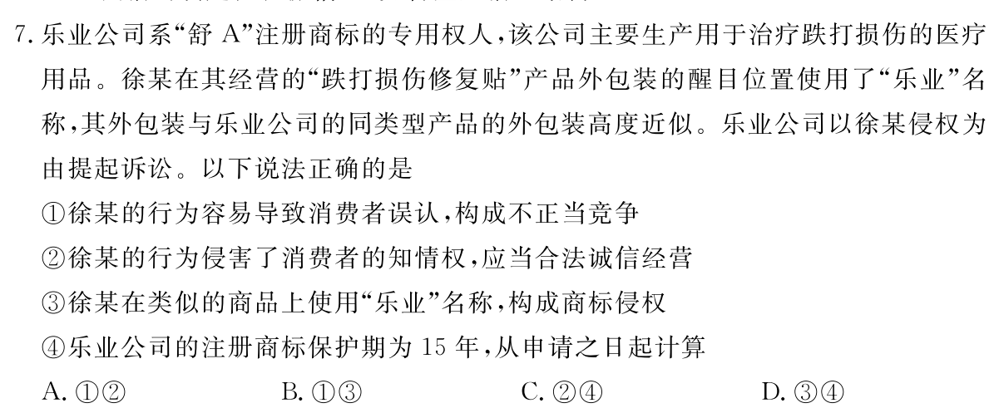 7. 乐业公司系“舒 A”注册商标的专用权人,该公司主要生产用于治疗跌打损伤的医疗
用品。徐某在其经营的“跌打损伤修复贴”产品外包装的醒目位置使用了“乐业”名
称,其外包装与乐业公司的同类型产品的外包装高度近似。乐业公司以徐某侵权为
由提起诉讼。以下说法正确的是
①徐某的行为容易导致消费者误认,构成不正当竞争
②徐某的行为侵害了消费者的知情权,应当合法诚信经营
③徐某在类似的商品上使用“乐业”名称,构成商标侵权
④乐业公司的注册商标保护期为 15 年,从申请之日起计算
A. ①② B. ①③ C. ②④ D. ③④